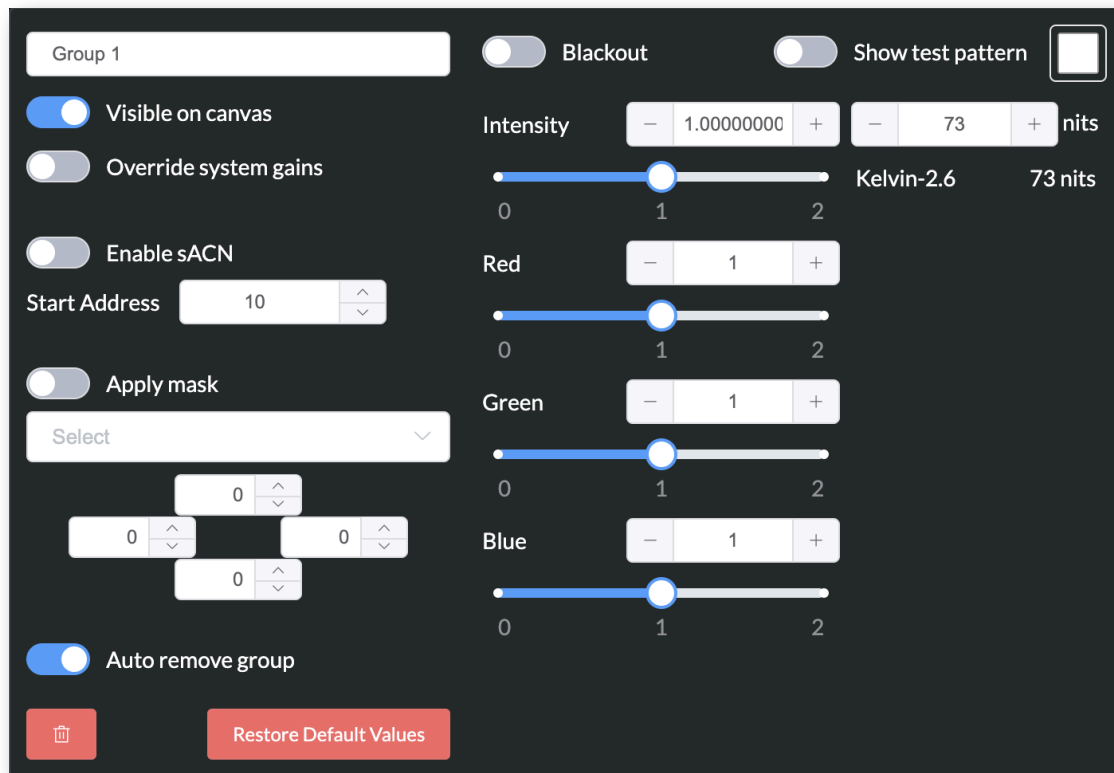 Group 1
Visible on canvas
Override system gains
Enable sACN
Start Address 10
Apply mask
Select
0
0 0
0
Auto remove group
Restore Default Values
Blackout
Show test pattern
Intensity 1.00000000 73 nits
0 1 2
Kelvin-2.6 73 nits
Red 1
0 1 2
Green 1
0 1 2
Blue 1
0 1 2